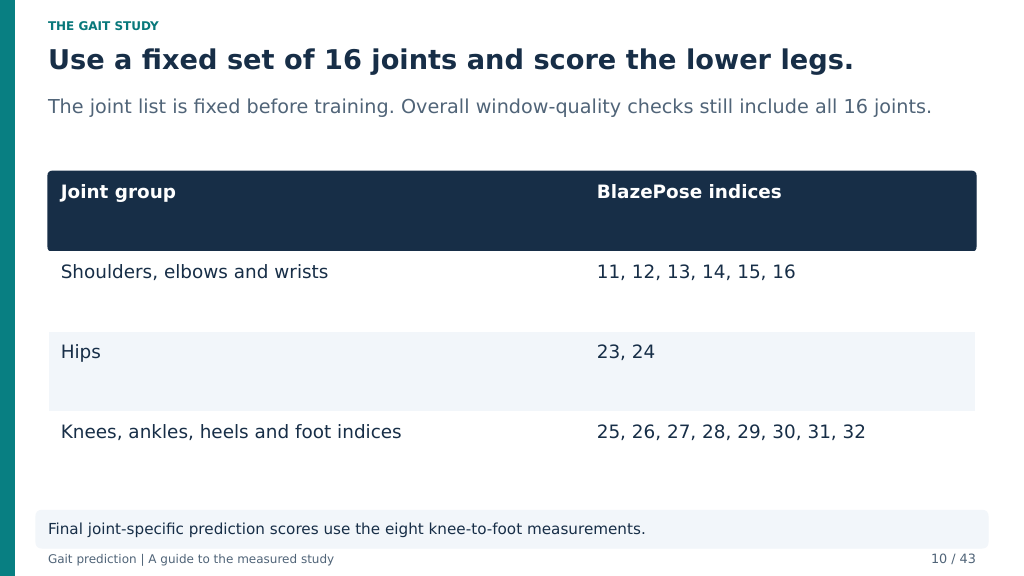 THE GAIT STUDY
Use a fixed set of 16 joints and score the lower legs.
The joint list is fixed before training. Overall window-quality checks still include all 16 joints.
Joint group BlazePose indices
Shoulders, elbows and wrists 11, 12, 13, 14, 15, 16
Hips 23, 24
Knees, ankles, heels and foot indices 25, 26, 27, 28, 29, 30, 31, 32
Final joint-specific prediction scores use the eight knee-to-foot measurements.
Gait prediction | A guide to the measured study 10 / 43